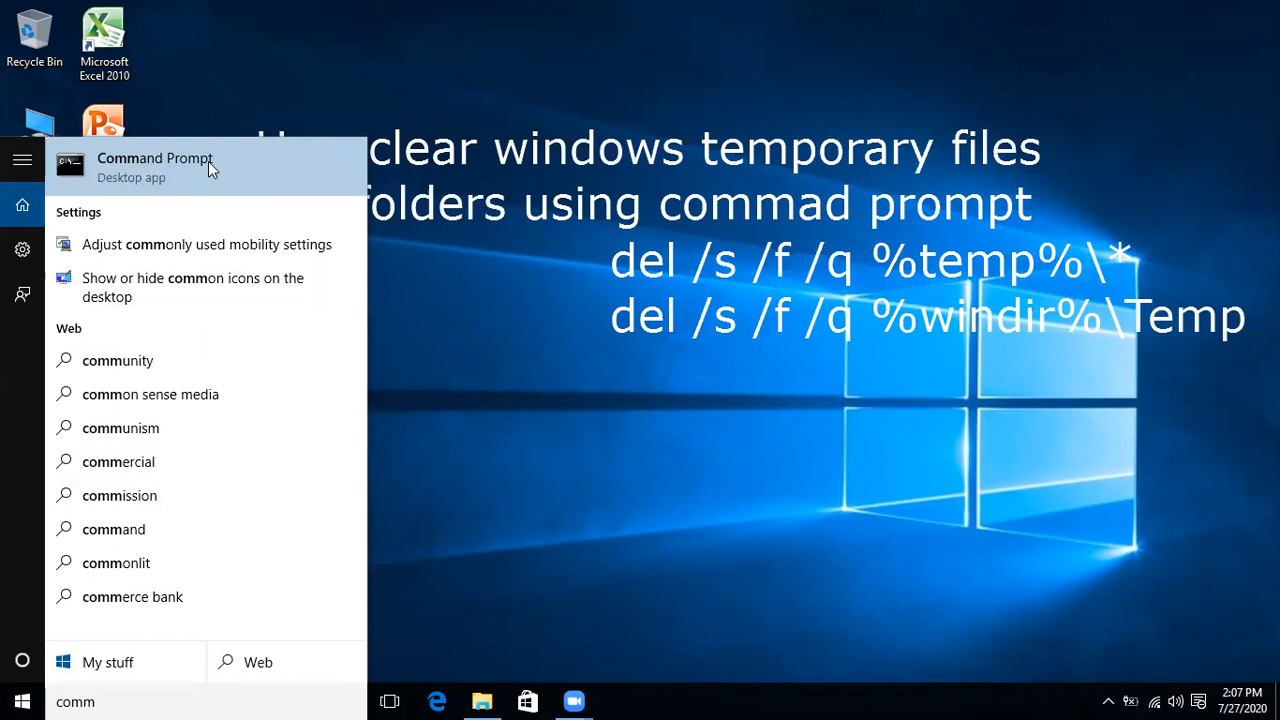 Recycle Bin
Microsoft
Excel 2010
clear windows temporary files
folders using commad prompt
del /s /f /q %temp%\*
del /s /f /q %windir%\Temp
Command Prompt
Desktop app
Settings
Adjust commonly used mobility settings
Show or hide common icons on the
desktop
Web
community
common sense media
communism
commercial
commission
command
commonlit
commerce bank
My stuff
Web
comm
2:07 PM
7/27/2020